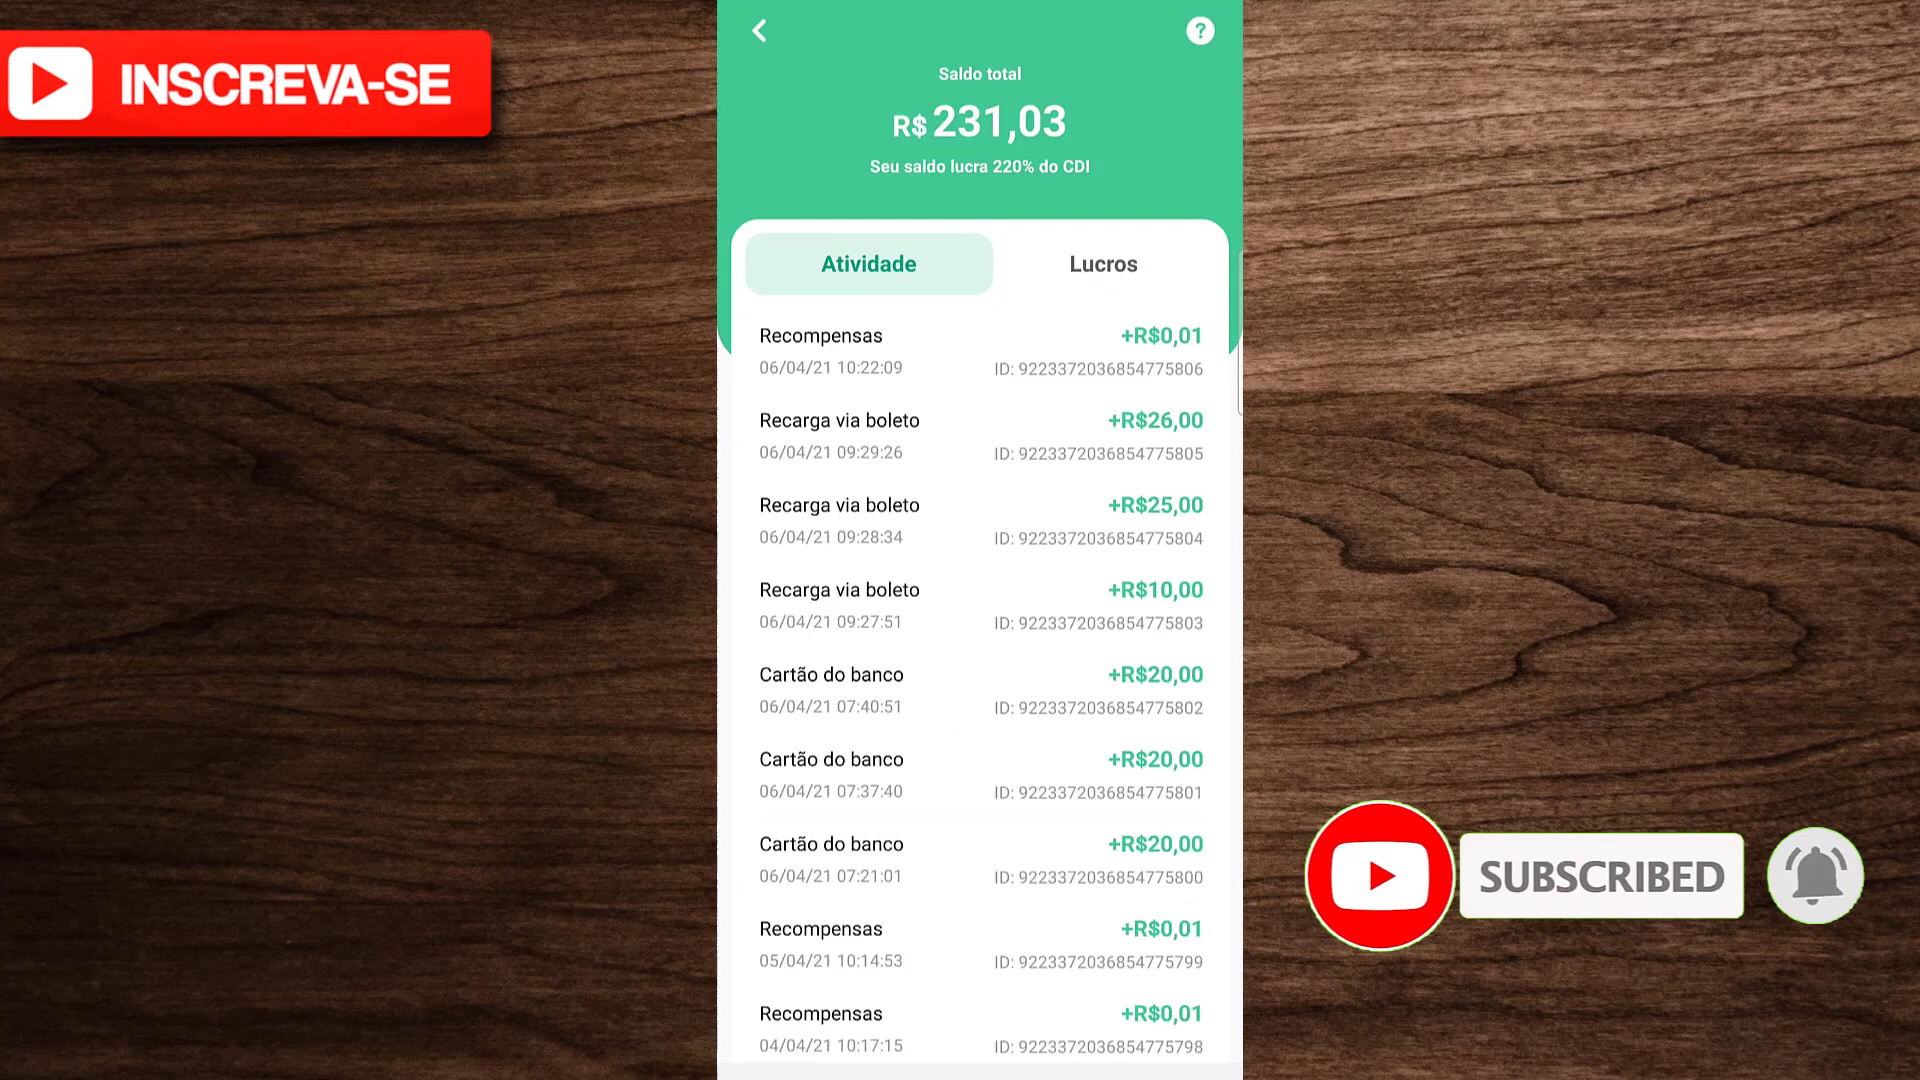 INSCREVA-SE
?
Saldo total
R$ 231,03
Seu saldo lucra 220% do CDI
Atividade
Lucros
Recompensas
+R$0,01
06/04/21 10:22:09
ID: 9223372036854775806
Recarga via boleto
+R$26,00
06/04/21 09:29:26
ID: 9223372036854775805
Recarga via boleto
+R$25,00
06/04/21 09:28:34
ID: 9223372036854775804
Recarga via boleto
+R$10,00
06/04/21 09:27:51
ID: 9223372036854775803
Cartão do banco
+R$20,00
06/04/21 07:40:51
ID: 9223372036854775802
Cartão do banco
+R$20,00
06/04/21 07:37:40
ID: 9223372036854775801
Cartão do banco
+R$20,00
06/04/21 07:21:01
ID: 9223372036854775800
Recompensas
+R$0,01
05/04/21 10:14:53
ID: 9223372036854775799
Recompensas
+R$0,01
04/04/21 10:17:15
ID: 9223372036854775798
SUBSCRIBED